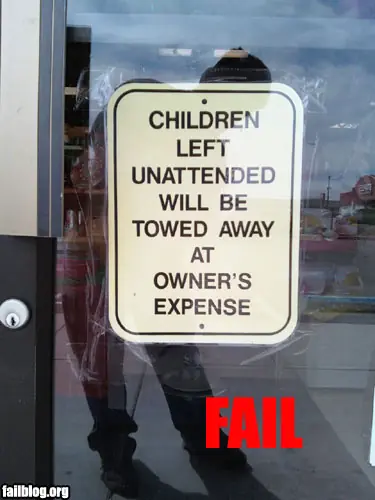 CHILDREN
LEFT
UNATTENDED
WILL BE
TOWED AWAY
AT
OWNER'S
EXPENSE
FAIL
failblog.org